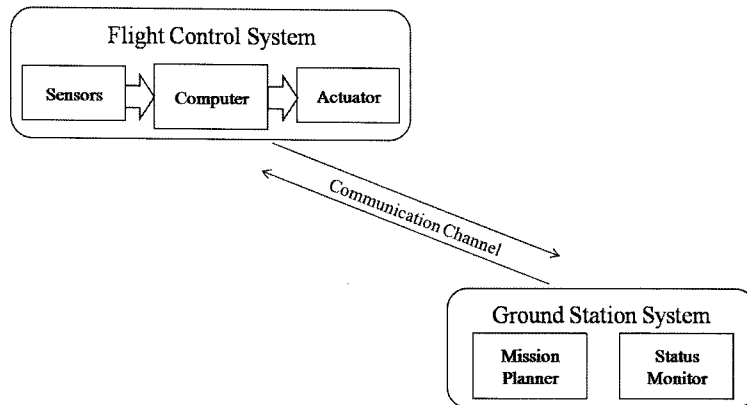 Flight Control System
Sensors
Computer
Actuator
Communication Channel
Ground Station System
Mission
Planner
Status
Monitor